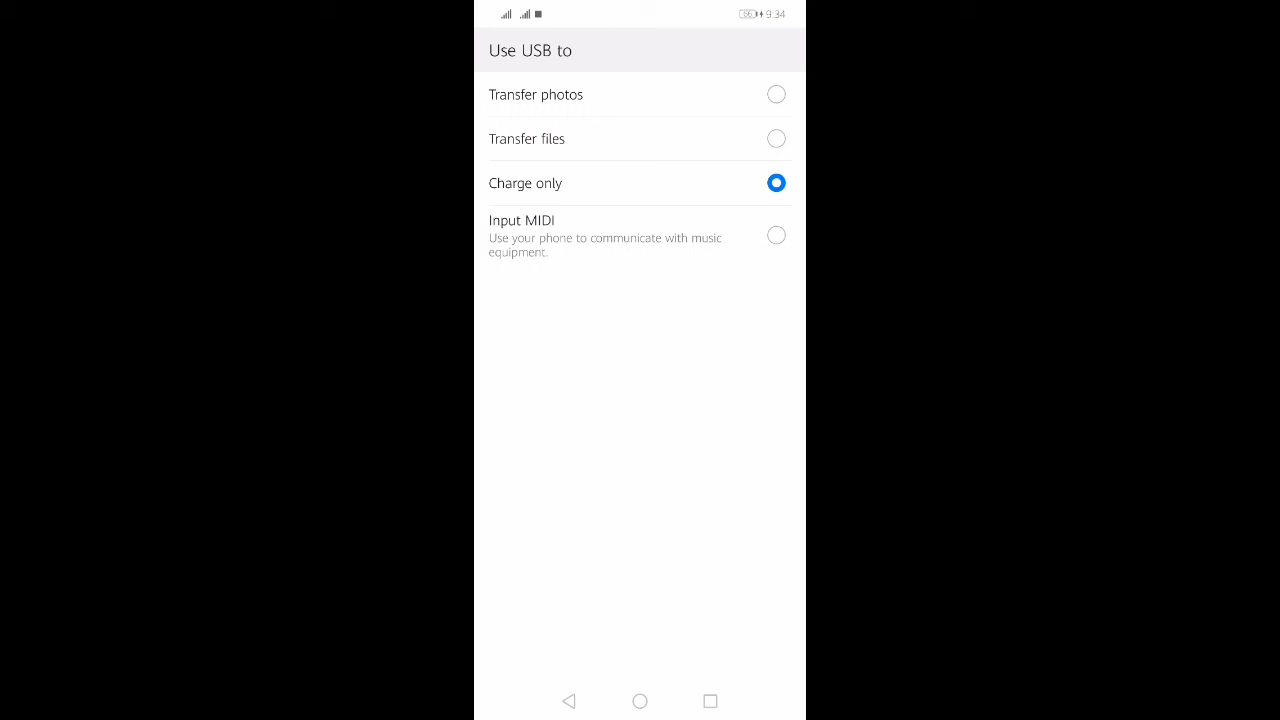 66 9:34
Use USB to
Transfer photos
Transfer files
Charge only
Input MIDI
Use your phone to communicate with music
equipment.